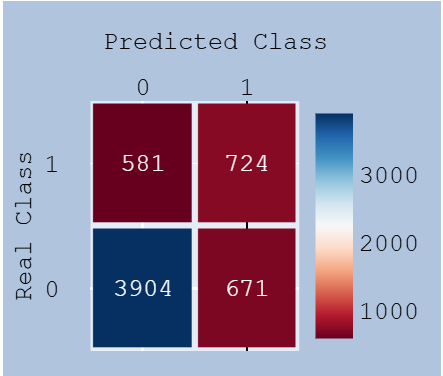 Predicted Class
0 1
Real Class
1 581 724
0 3904 671
3000
2000
1000